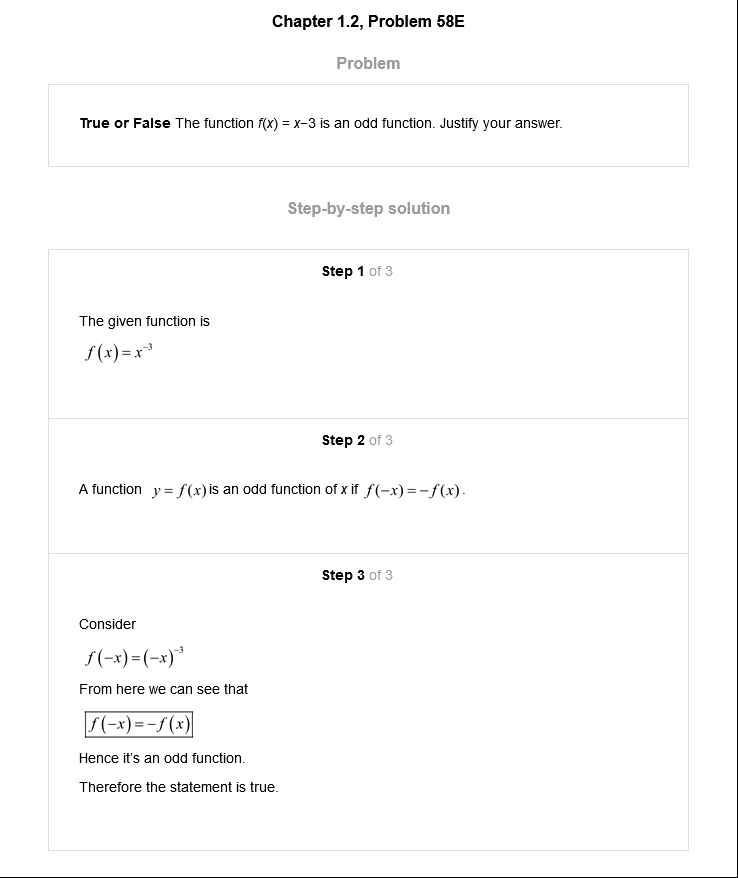 Chapter 1.2, Problem 58E
Problem
True or False The function f(x) = x–3 is an odd function. Justify your answer.
Step-by-step solution
Step 1 of 3
The given function is
f(x)=x⁻³
Step 2 of 3
A function y=f(x) is an odd function of x if f(−x)=−f(x).
Step 3 of 3
Consider
f(−x)=(−x)⁻³
From here we can see that
f(−x)=−f(x)
Hence it's an odd function.
Therefore the statement is true.